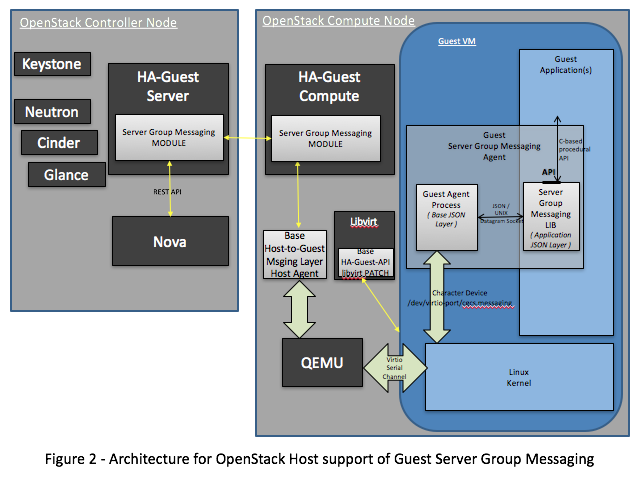 OpenStack Controller Node
Keystone
Neutron
Cinder
Glance
HA-Guest
Server
Server Group Messaging
MODULE
REST API
Nova
OpenStack Compute Node
HA-Guest
Compute
Server Group Messaging
MODULE
Base
Host-to-Guest
Msging Layer
Host Agent
Libvirt
Base
HA-Guest-API
libvirt.PATCH
QEMU
Virtio
Serial
Channel
Guest VM
Guest
Application(s)
C-based
procedural
API
Guest
Server Group Messaging
Agent
API
Guest Agent
Process
( Base JSON
Layer )
JSON /
UNIX
Datagram Socket
Server
Group
Messaging
LIB
( Application
JSON Layer )
Character Device
/dev/virtio-port/cgcs.messaging
Linux
Kernel
Figure 2 - Architecture for OpenStack Host support of Guest Server Group Messaging